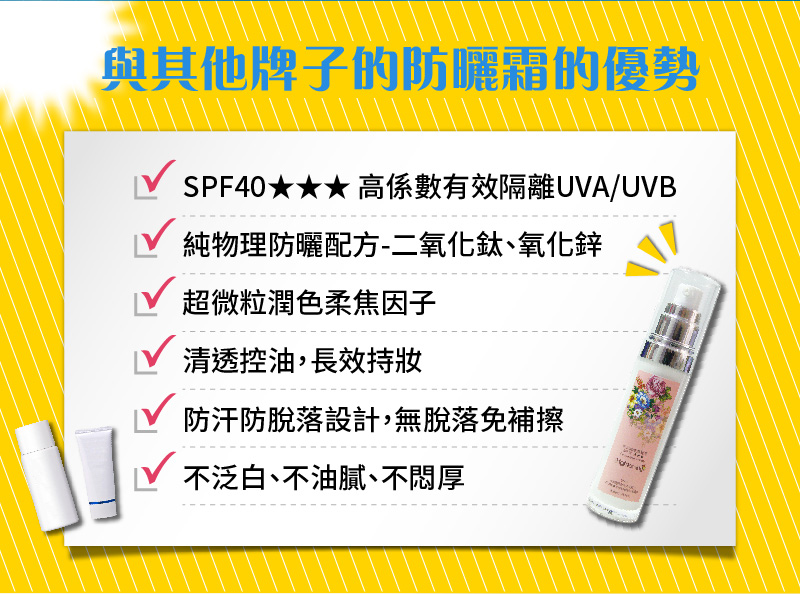 與其他牌子的防曬霜的優勢
SPF40★★★ 高係數有效隔離UVA/UVB
純物理防曬配方-二氧化鈦、氧化鋅
超微粒潤色柔焦因子
清透控油，長效持妝
防汗防脫落設計，無脫落免補擦
不泛白、不油膩、不悶厚